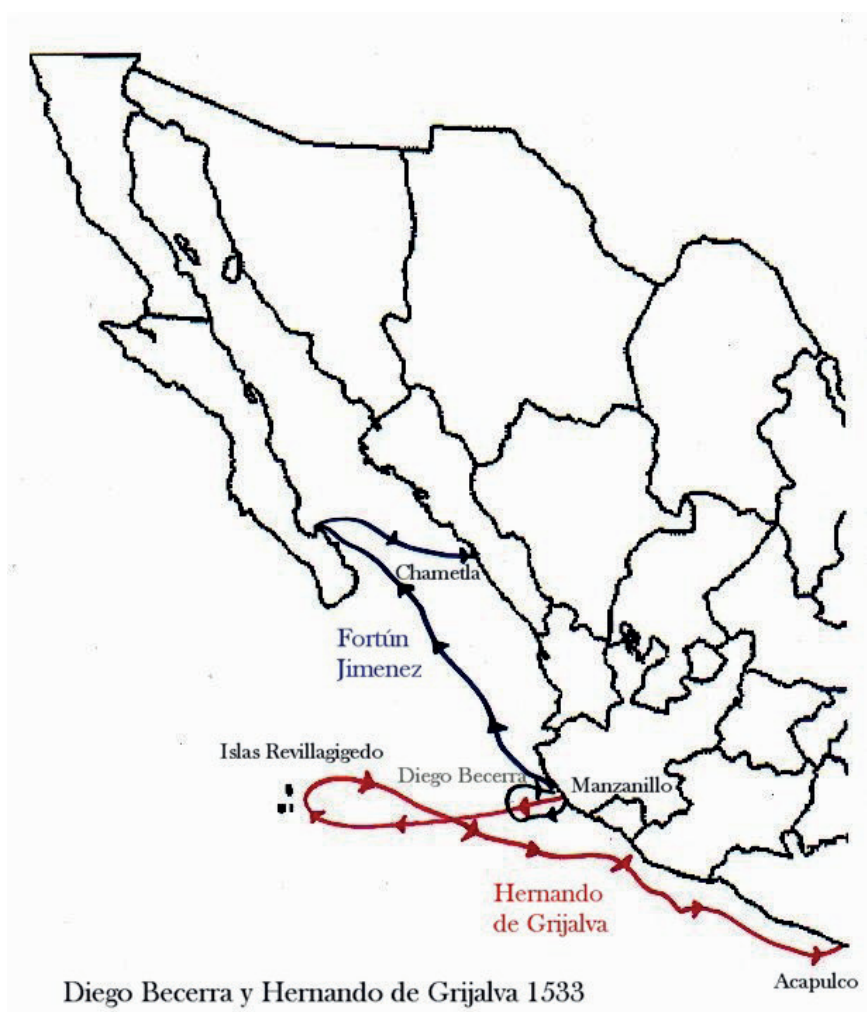 Chametla
Fortún
Jimenez
Islas Revillagigedo
Diego Becerra
Manzanillo
Hernando
de Grijalva
Acapulco
Diego Becerra y Hernando de Grijalva 1533